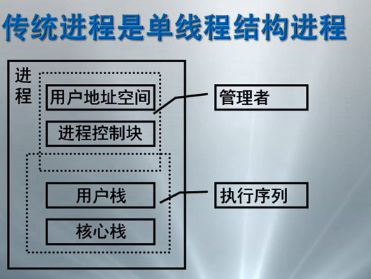 传统进程是单线程结构进程
进程
用户地址空间
管理者
进程控制块
用户栈
执行序列
核心栈